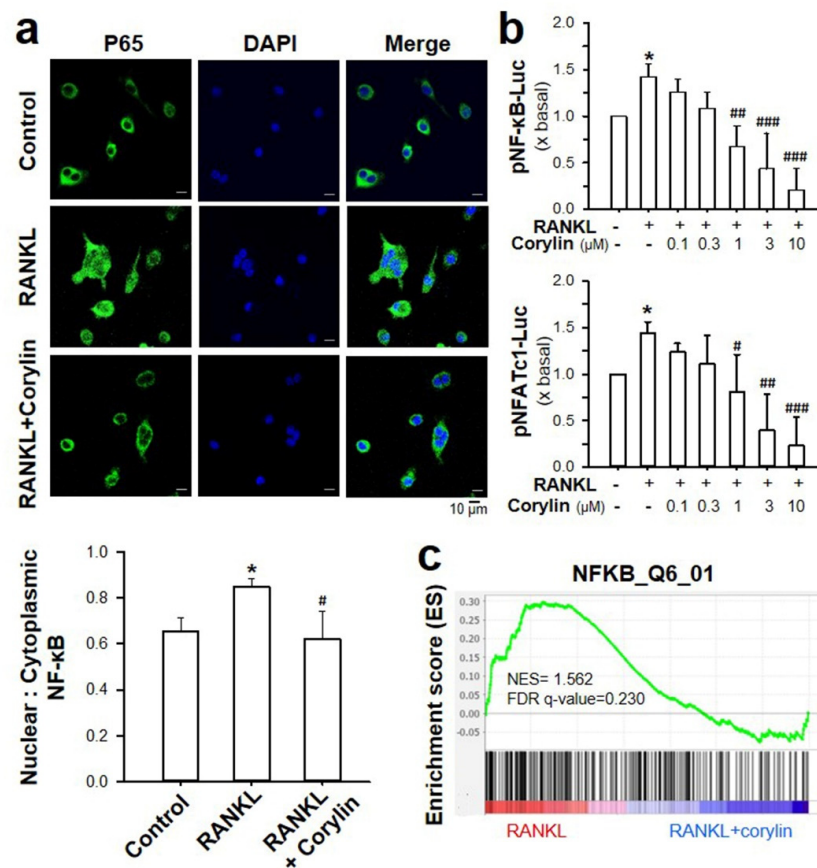 a
P65 DAPI Merge
Control
RANKL
RANKL+Corylin
10 µm
Nuclear : Cytoplasmic
NF-κB
1.0
0.8
0.6
0.4
0.2
0.0
*
#
Control
RANKL
RANKL
+ Corylin
b
pNF-κB-Luc
(x basal)
2.0
1.5
1.0
0.5
0.0
*
##
###
###
RANKL - + + + + + +
Corylin (µM) - - 0.1 0.3 1 3 10
pNFATc1-Luc
(x basal)
2.0
1.5
1.0
0.5
0.0
*
#
##
###
RANKL - + + + + + +
Corylin (µM) - - 0.1 0.3 1 3 10
c
NFKB_Q6_01
Enrichment score (ES)
0.30
0.25
0.20
0.15
0.10
0.05
0.00
-0.05
NES= 1.562
FDR q-value=0.230
RANKL RANKL+corylin